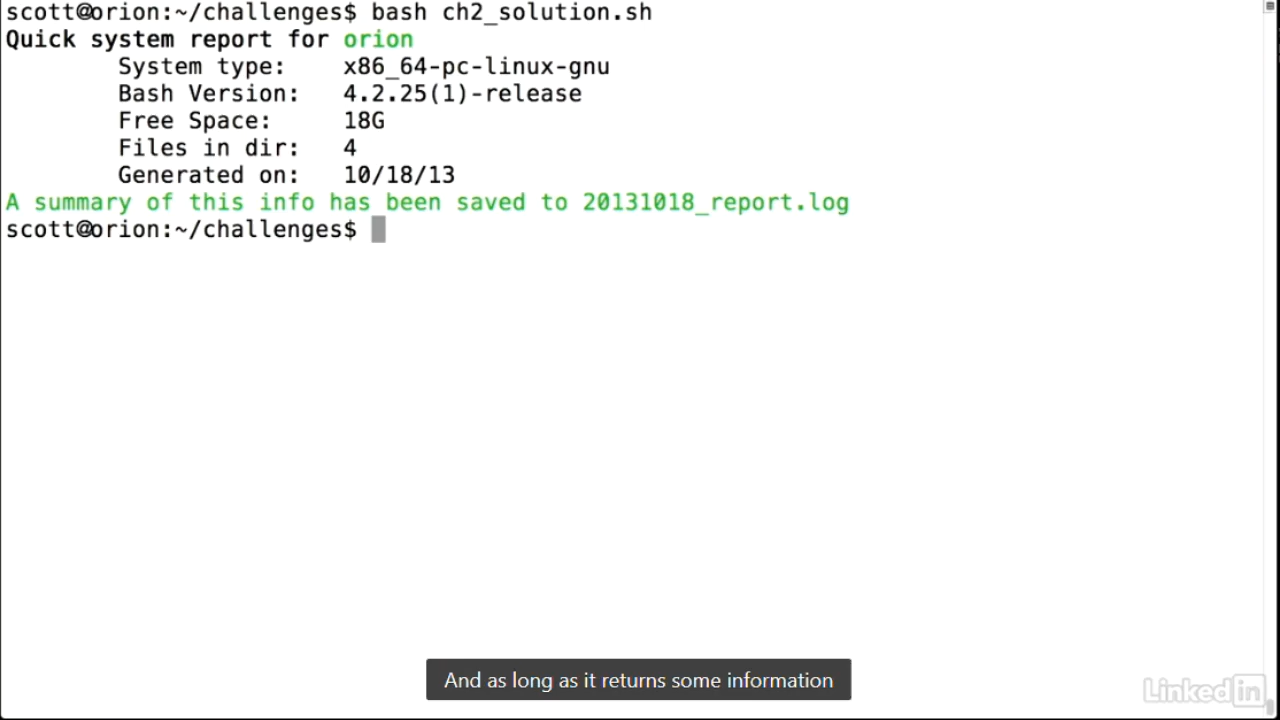 scott@orion:~/challenges$ bash ch2_solution.sh
Quick system report for orion
System type: x86_64-pc-linux-gnu
Bash Version: 4.2.25(1)-release
Free Space: 18G
Files in dir: 4
Generated on: 10/18/13
A summary of this info has been saved to 20131018_report.log
scott@orion:~/challenges$
And as long as it returns some information
LinkedIn